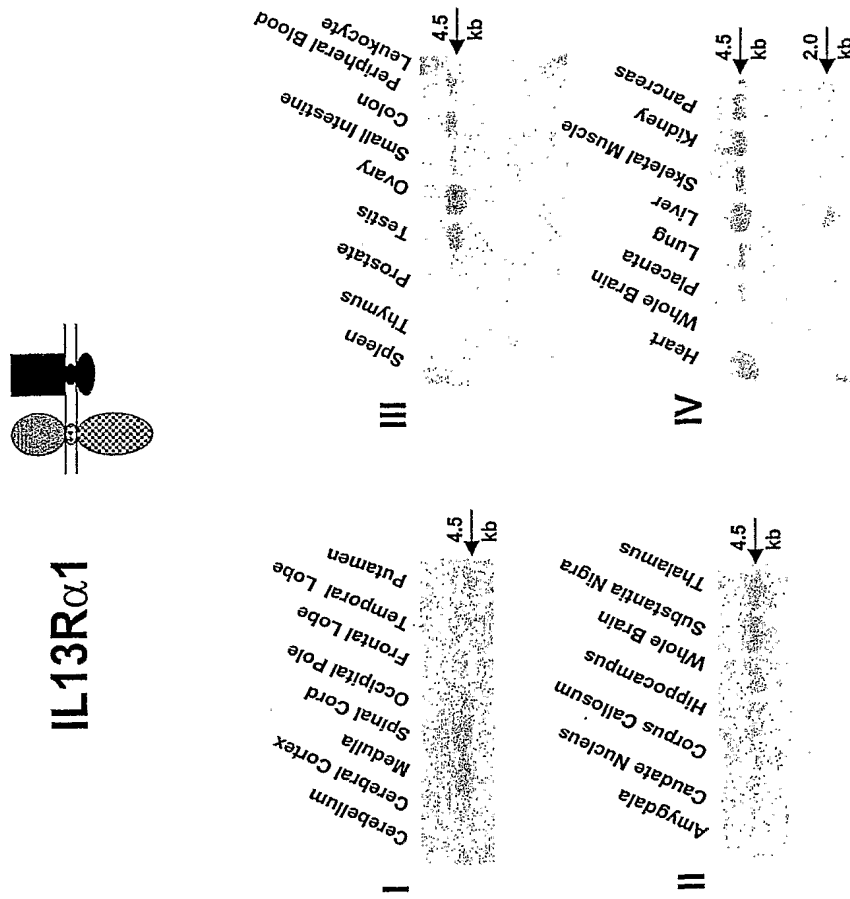 IL13Rα1
I
Cerebellum
Cerebral Cortex
Medulla
Spinal Cord
Occipital Pole
Frontal Lobe
Temporal Lobe
Putamen
4.5
kb
II
Amygdala
Caudate Nucleus
Corpus Callosum
Hippocampus
Whole Brain
Substantia Nigra
Thalamus
4.5
kb
III
Spleen
Thymus
Prostate
Testis
Ovary
Small Intestine
Colon
Peripheral Blood
Leukocyte
4.5
kb
IV
Heart
Whole Brain
Placenta
Lung
Liver
Skeletal Muscle
Kidney
Pancreas
4.5
kb
2.0
kb